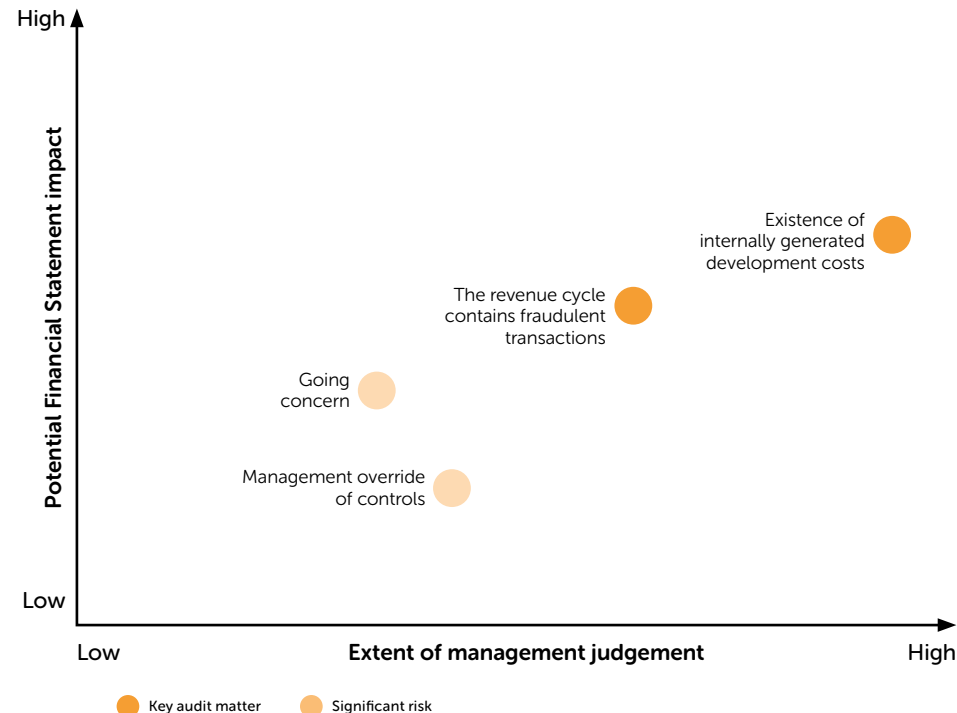 High
Potential Financial Statement impact
Existence of
internally generated
development costs
The revenue cycle
contains fraudulent
transactions
Going
concern
Management override
of controls
Low
Low
Extent of management judgement
High
Key audit matter
Significant risk